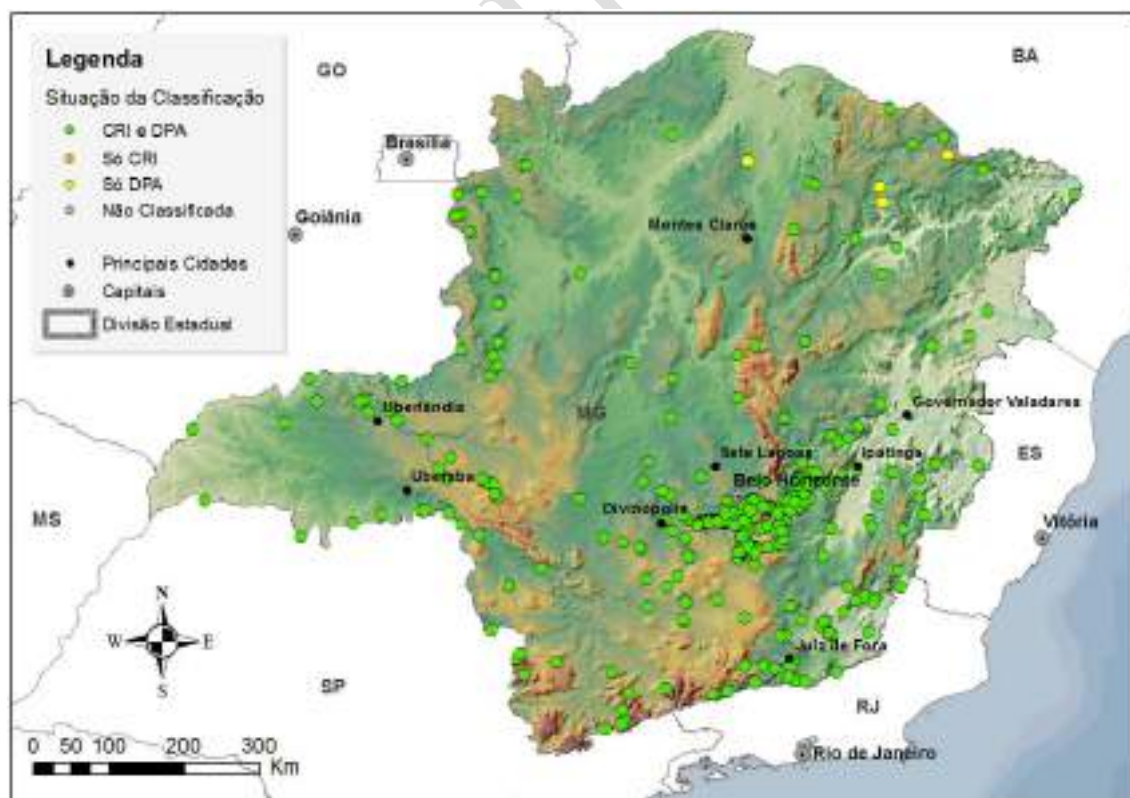 Legenda
Situação da Classificação
CRI e DPA
Só CRI
Só DPA
Não Classificada
Principais Cidades
Capitais
Divisão Estadual
GO
BA
Brasília
Goiânia
Montes Claros
Uberlândia
MG
Governador Valadares
Sete Lagoas
Ipatinga
ES
Uberaba
Belo Horizonte
MS
Divinópolis
Vitória
N
W
E
S
Juiz de Fora
SP
RJ
0 50 100 200 300
Km
Rio de Janeiro